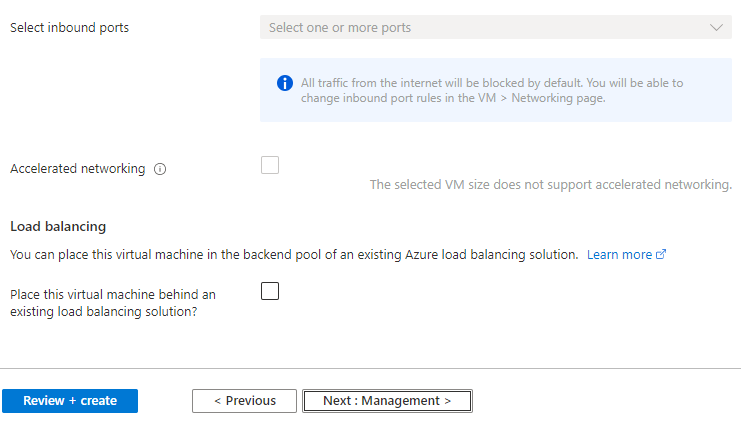 Select inbound ports
Select one or more ports
All traffic from the internet will be blocked by default. You will be able to
change inbound port rules in the VM > Networking page.
Accelerated networking
The selected VM size does not support accelerated networking.
Load balancing
You can place this virtual machine in the backend pool of an existing Azure load balancing solution. Learn more
Place this virtual machine behind an
existing load balancing solution?
Review + create
< Previous
Next : Management >